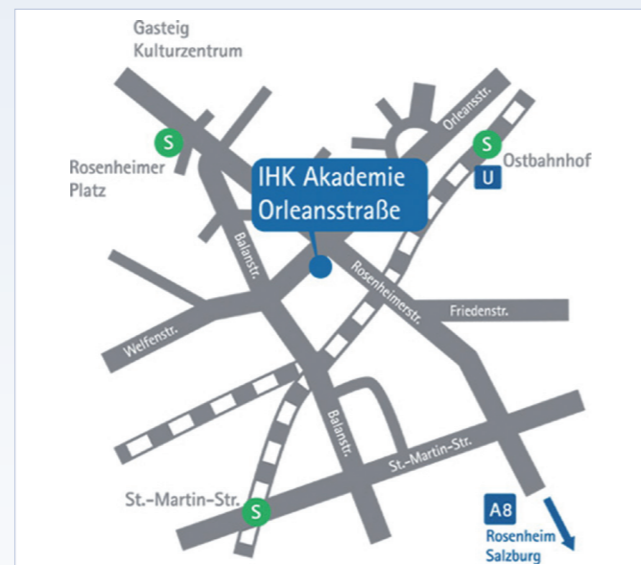 Gasteig
Kulturzentrum
Orleansstr.
S
S
Rosenheimer
Platz
Ostbahnhof
U
IHK Akademie
Orleansstraße
Balanstr.
Rosenheimerstr.
Friedenstr.
Welfenstr.
Balanstr.
St.-Martin-Str.
St.-Martin-Str.
S
A8
Rosenheim
Salzburg